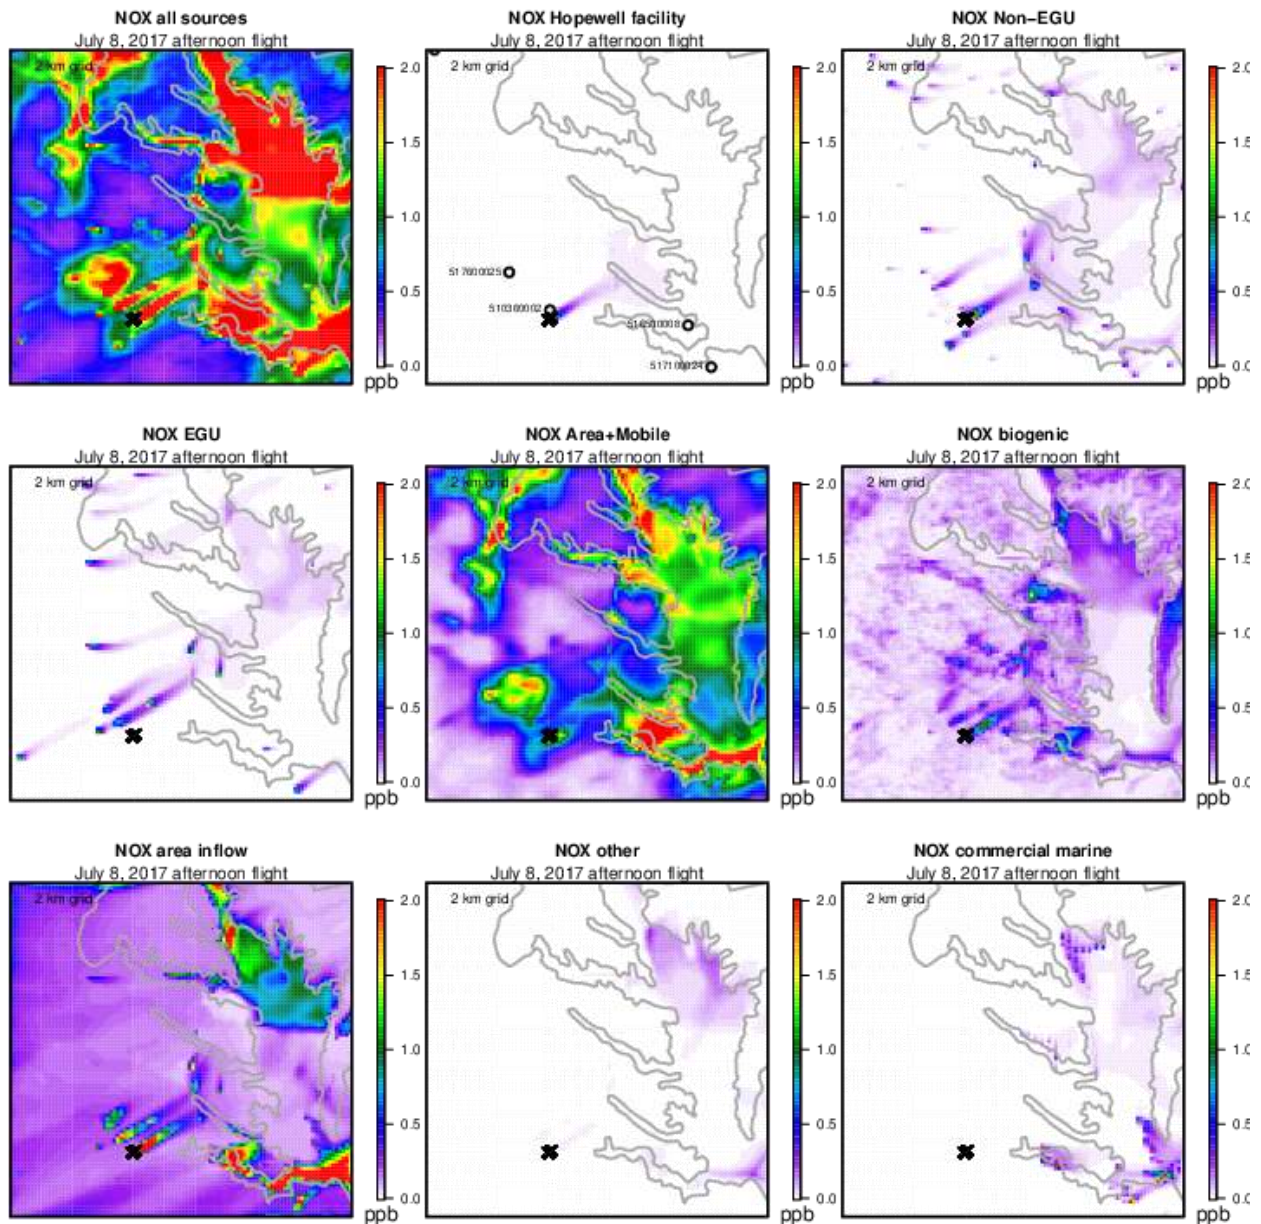 NOX all sources
July 8, 2017 afternoon flight
2 km grid
2.0
1.5
1.0
0.5
0.0
ppb
NOX Hopewell facility
July 8, 2017 afternoon flight
2 km grid
517600025
516500008
517100024
2.0
1.5
1.0
0.5
0.0
ppb
NOX Non−EGU
July 8, 2017 afternoon flight
2 km grid
2.0
1.5
1.0
0.5
0.0
ppb
NOX EGU
July 8, 2017 afternoon flight
2 km grid
2.0
1.5
1.0
0.5
0.0
ppb
NOX Area+Mobile
July 8, 2017 afternoon flight
2 km grid
2.0
1.5
1.0
0.5
0.0
ppb
NOX biogenic
July 8, 2017 afternoon flight
2 km grid
2.0
1.5
1.0
0.5
0.0
ppb
NOX area inflow
July 8, 2017 afternoon flight
2 km grid
2.0
1.5
1.0
0.5
0.0
ppb
NOX other
July 8, 2017 afternoon flight
2 km grid
2.0
1.5
1.0
0.5
0.0
ppb
NOX commercial marine
July 8, 2017 afternoon flight
2 km grid
2.0
1.5
1.0
0.5
0.0
ppb